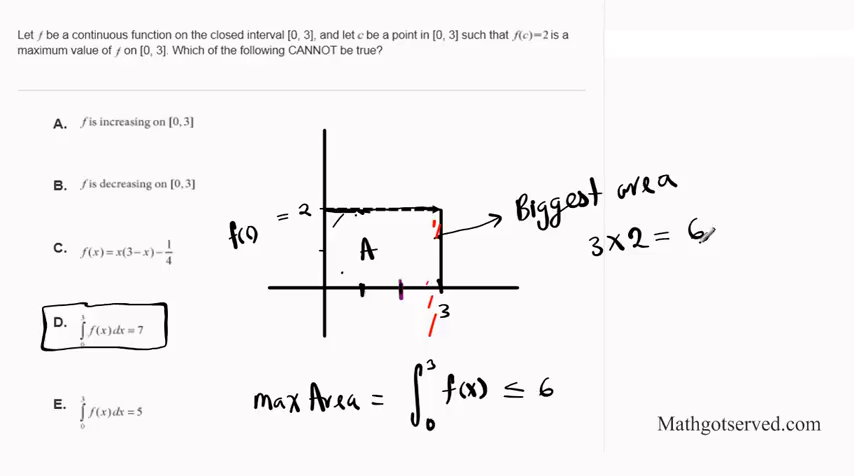 Let f be a continuous function on the closed interval [0, 3], and let c be a point in [0, 3] such that f(c)=2 is a
maximum value of f on [0, 3]. Which of the following CANNOT be true?
A. f is increasing on [0,3]
B. f is decreasing on [0,3]
C. f(x) = x(3−x) − 1/4
D. ∫₀³ f(x) dx = 7
E. ∫₀³ f(x) dx = 5
= 2
A
3
Biggest area
3 x 2 = 6
max Area = ∫₀³ f(x) ≤ 6
Mathgotserved.com